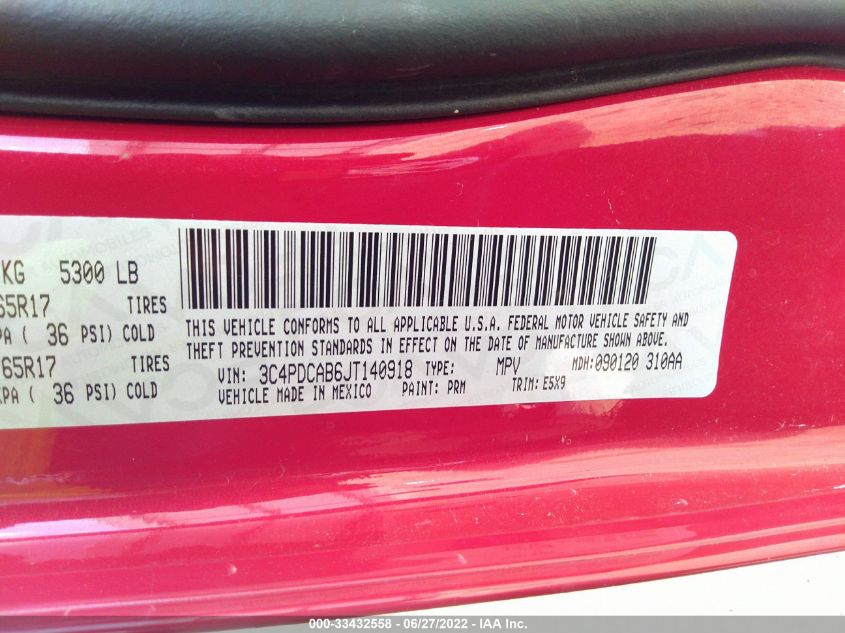 KG 5300 LB
65R17 TIRES
PA ( 36 PSI) COLD
65R17 TIRES
KPA ( 36 PSI) COLD
THIS VEHICLE CONFORMS TO ALL APPLICABLE U.S.A. FEDERAL MOTOR VEHICLE SAFETY AND
THEFT PREVENTION STANDARDS IN EFFECT ON THE DATE OF MANUFACTURE SHOWN ABOVE.
VIN: 3C4PDCAB6JT140918 TYPE: MPV MDH: 090120 310AA
VEHICLE MADE IN MEXICO PAINT: PRM TRIM: E5X9
000-33432558 - 06/27/2022 - IAA Inc.